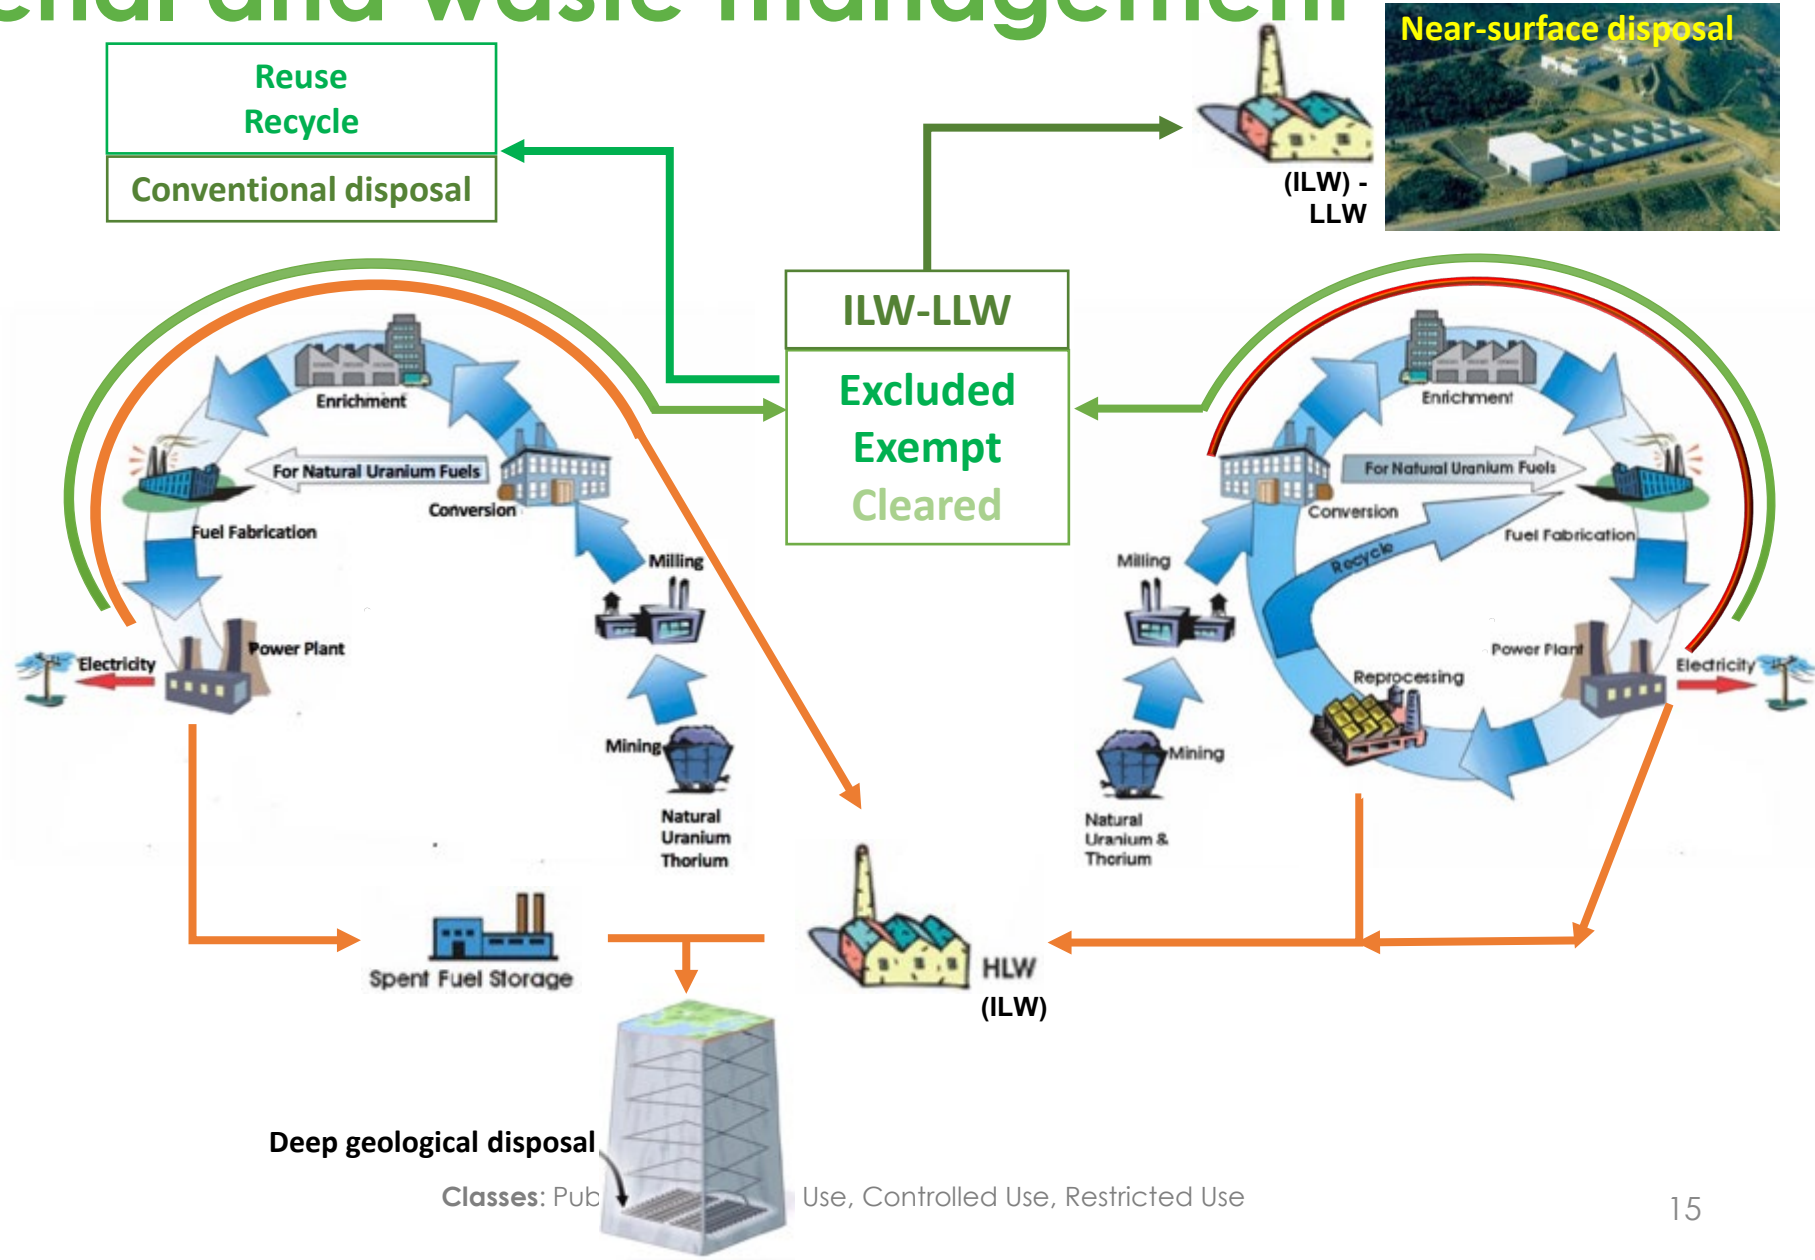 and waste management
Near-surface disposal
Reuse
Recycle
Conventional disposal
(ILW) -
LLW
ILW-LLW
Excluded
Exempt
Cleared
Enrichment
For Natural Uranium Fuels
Conversion
Fuel Fabrication
Milling
Power Plant
Electricity
Mining
Natural
Uranium
Thorium
Enrichment
For Natural Uranium Fuels
Conversion
Fuel Fabrication
Recycle
Milling
Power Plant
Electricity
Reprocessing
Mining
Natural
Uranium &
Thorium
Spent Fuel Storage
HLW
(ILW)
Deep geological disposal
Classes: Pub Use, Controlled Use, Restricted Use
15